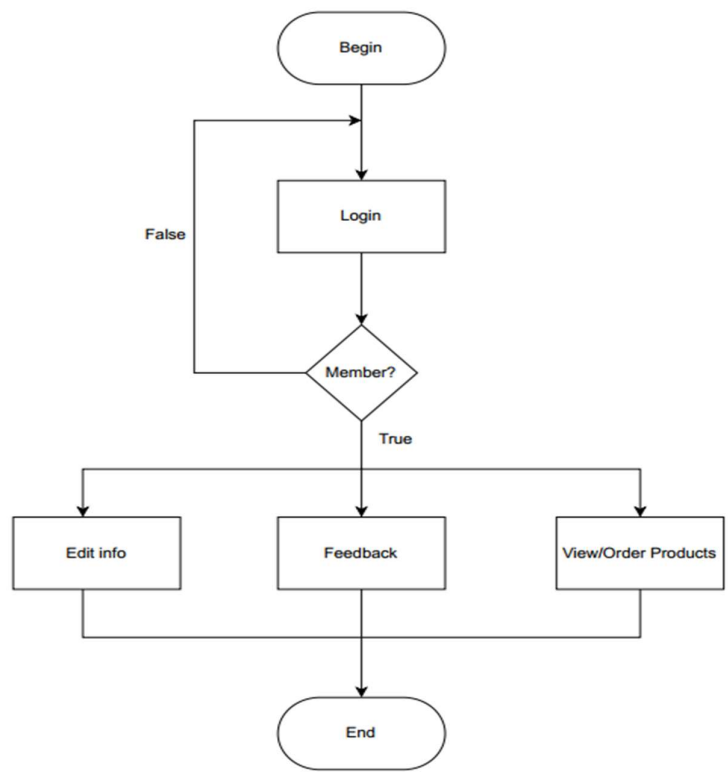 Begin
Login
False
Member?
True
Edit info
Feedback
View/Order Products
End